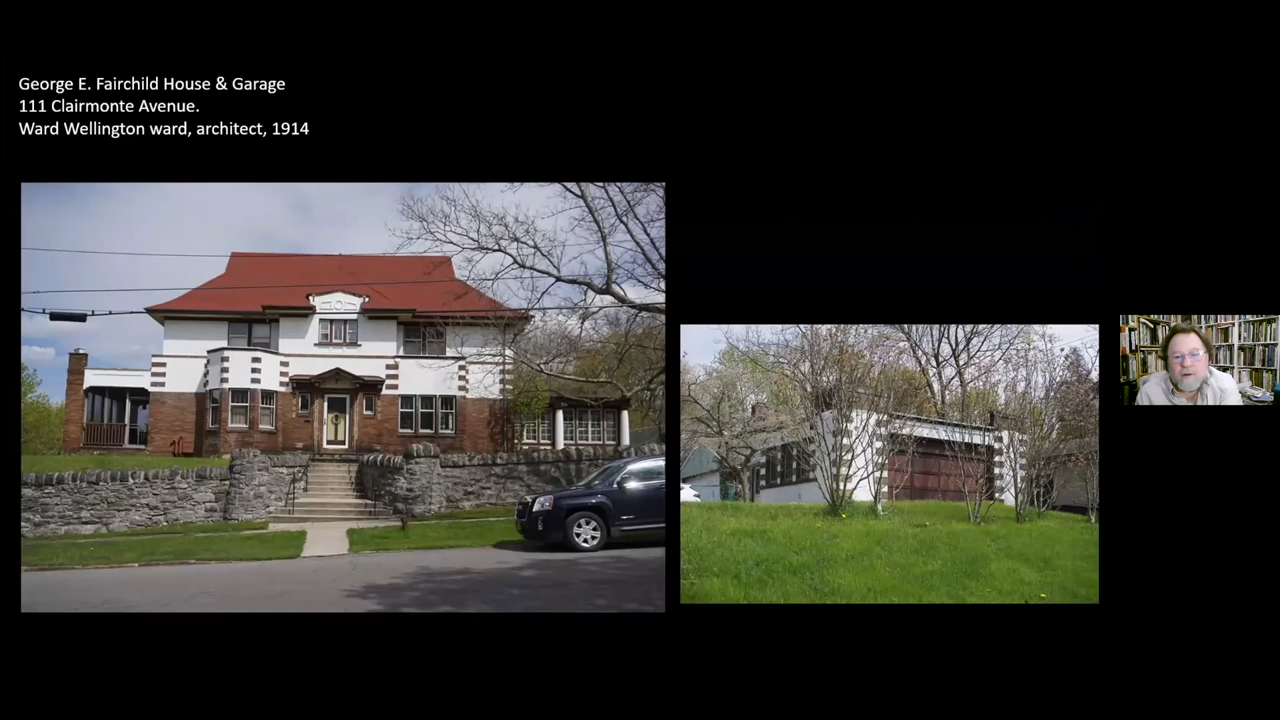 George E. Fairchild House & Garage
111 Clairmonte Avenue.
Ward Wellington ward, architect, 1914